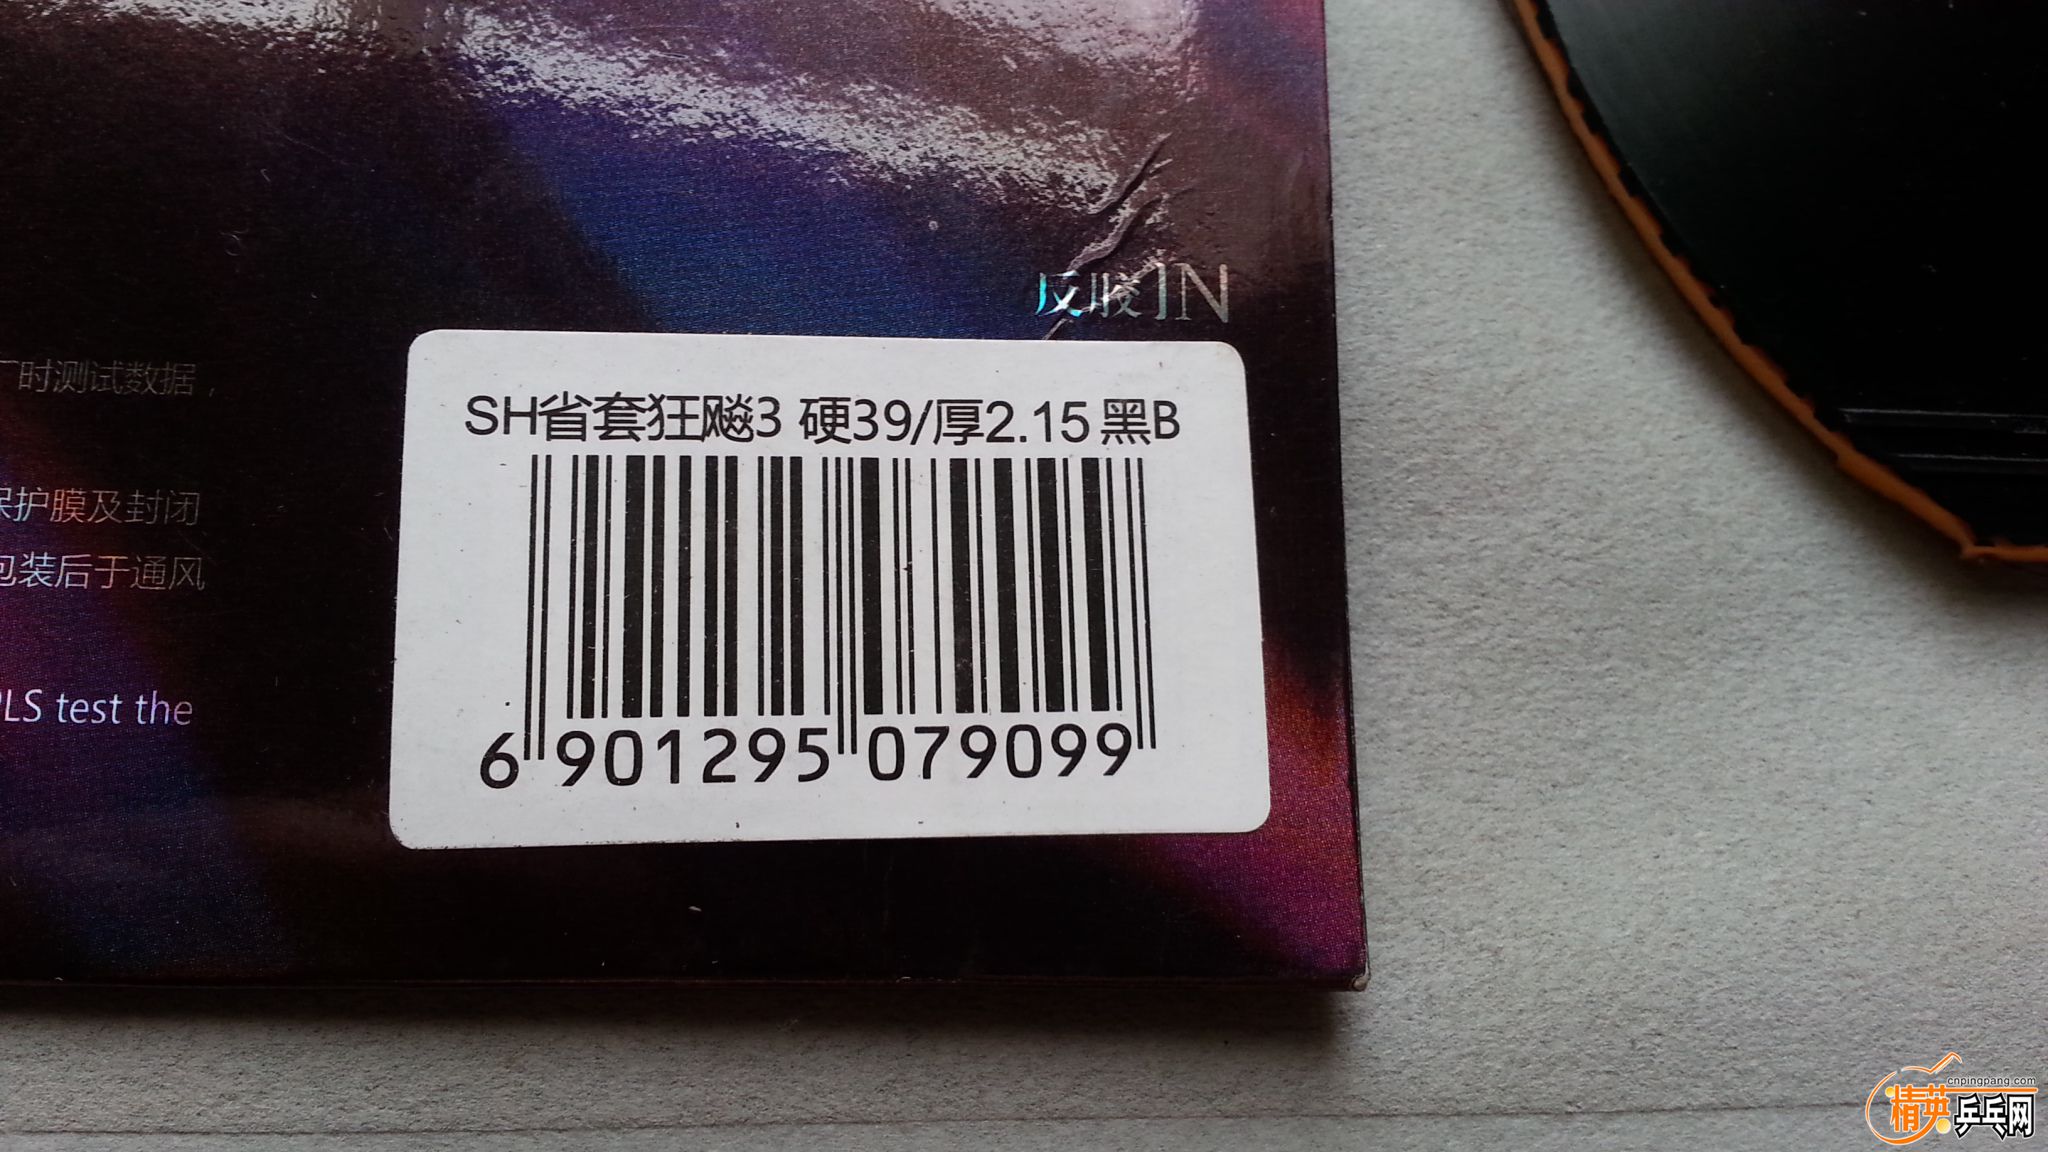 反胶IN
时测试数据，
SH省套狂飚3 硬39/厚2.15 黑B
保护膜及封闭
包装后于通风
PLS test the
6 901295 079099
cnpingpang.com
精英乒乓网